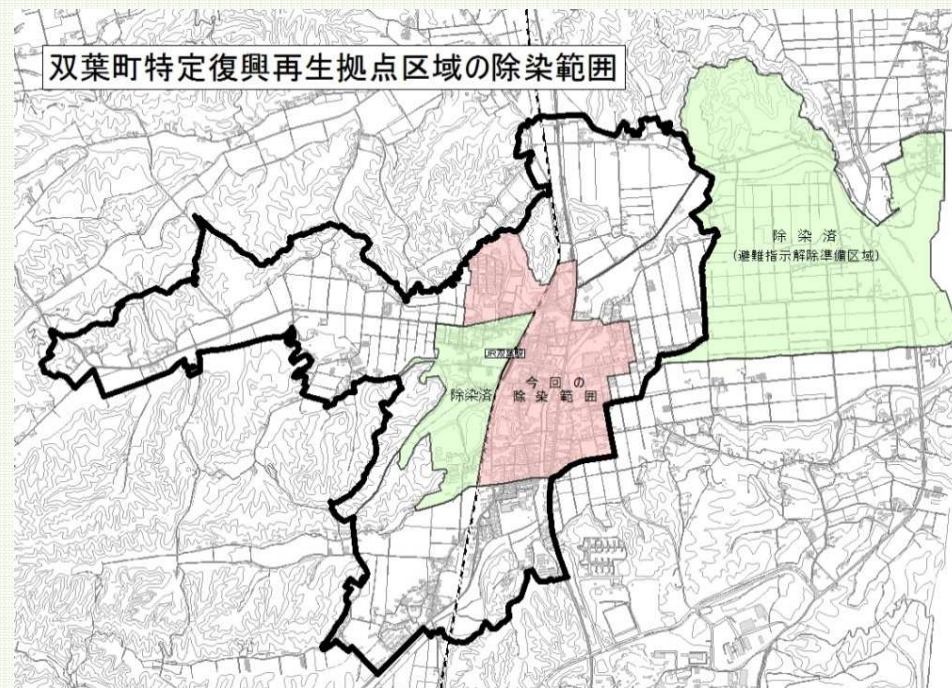 双葉町特定復興再生拠点区域の除染範囲
除 染 済
(避難指示解除準備区域)
JR双葉駅
今 回 の
除 染 範 囲
除染済